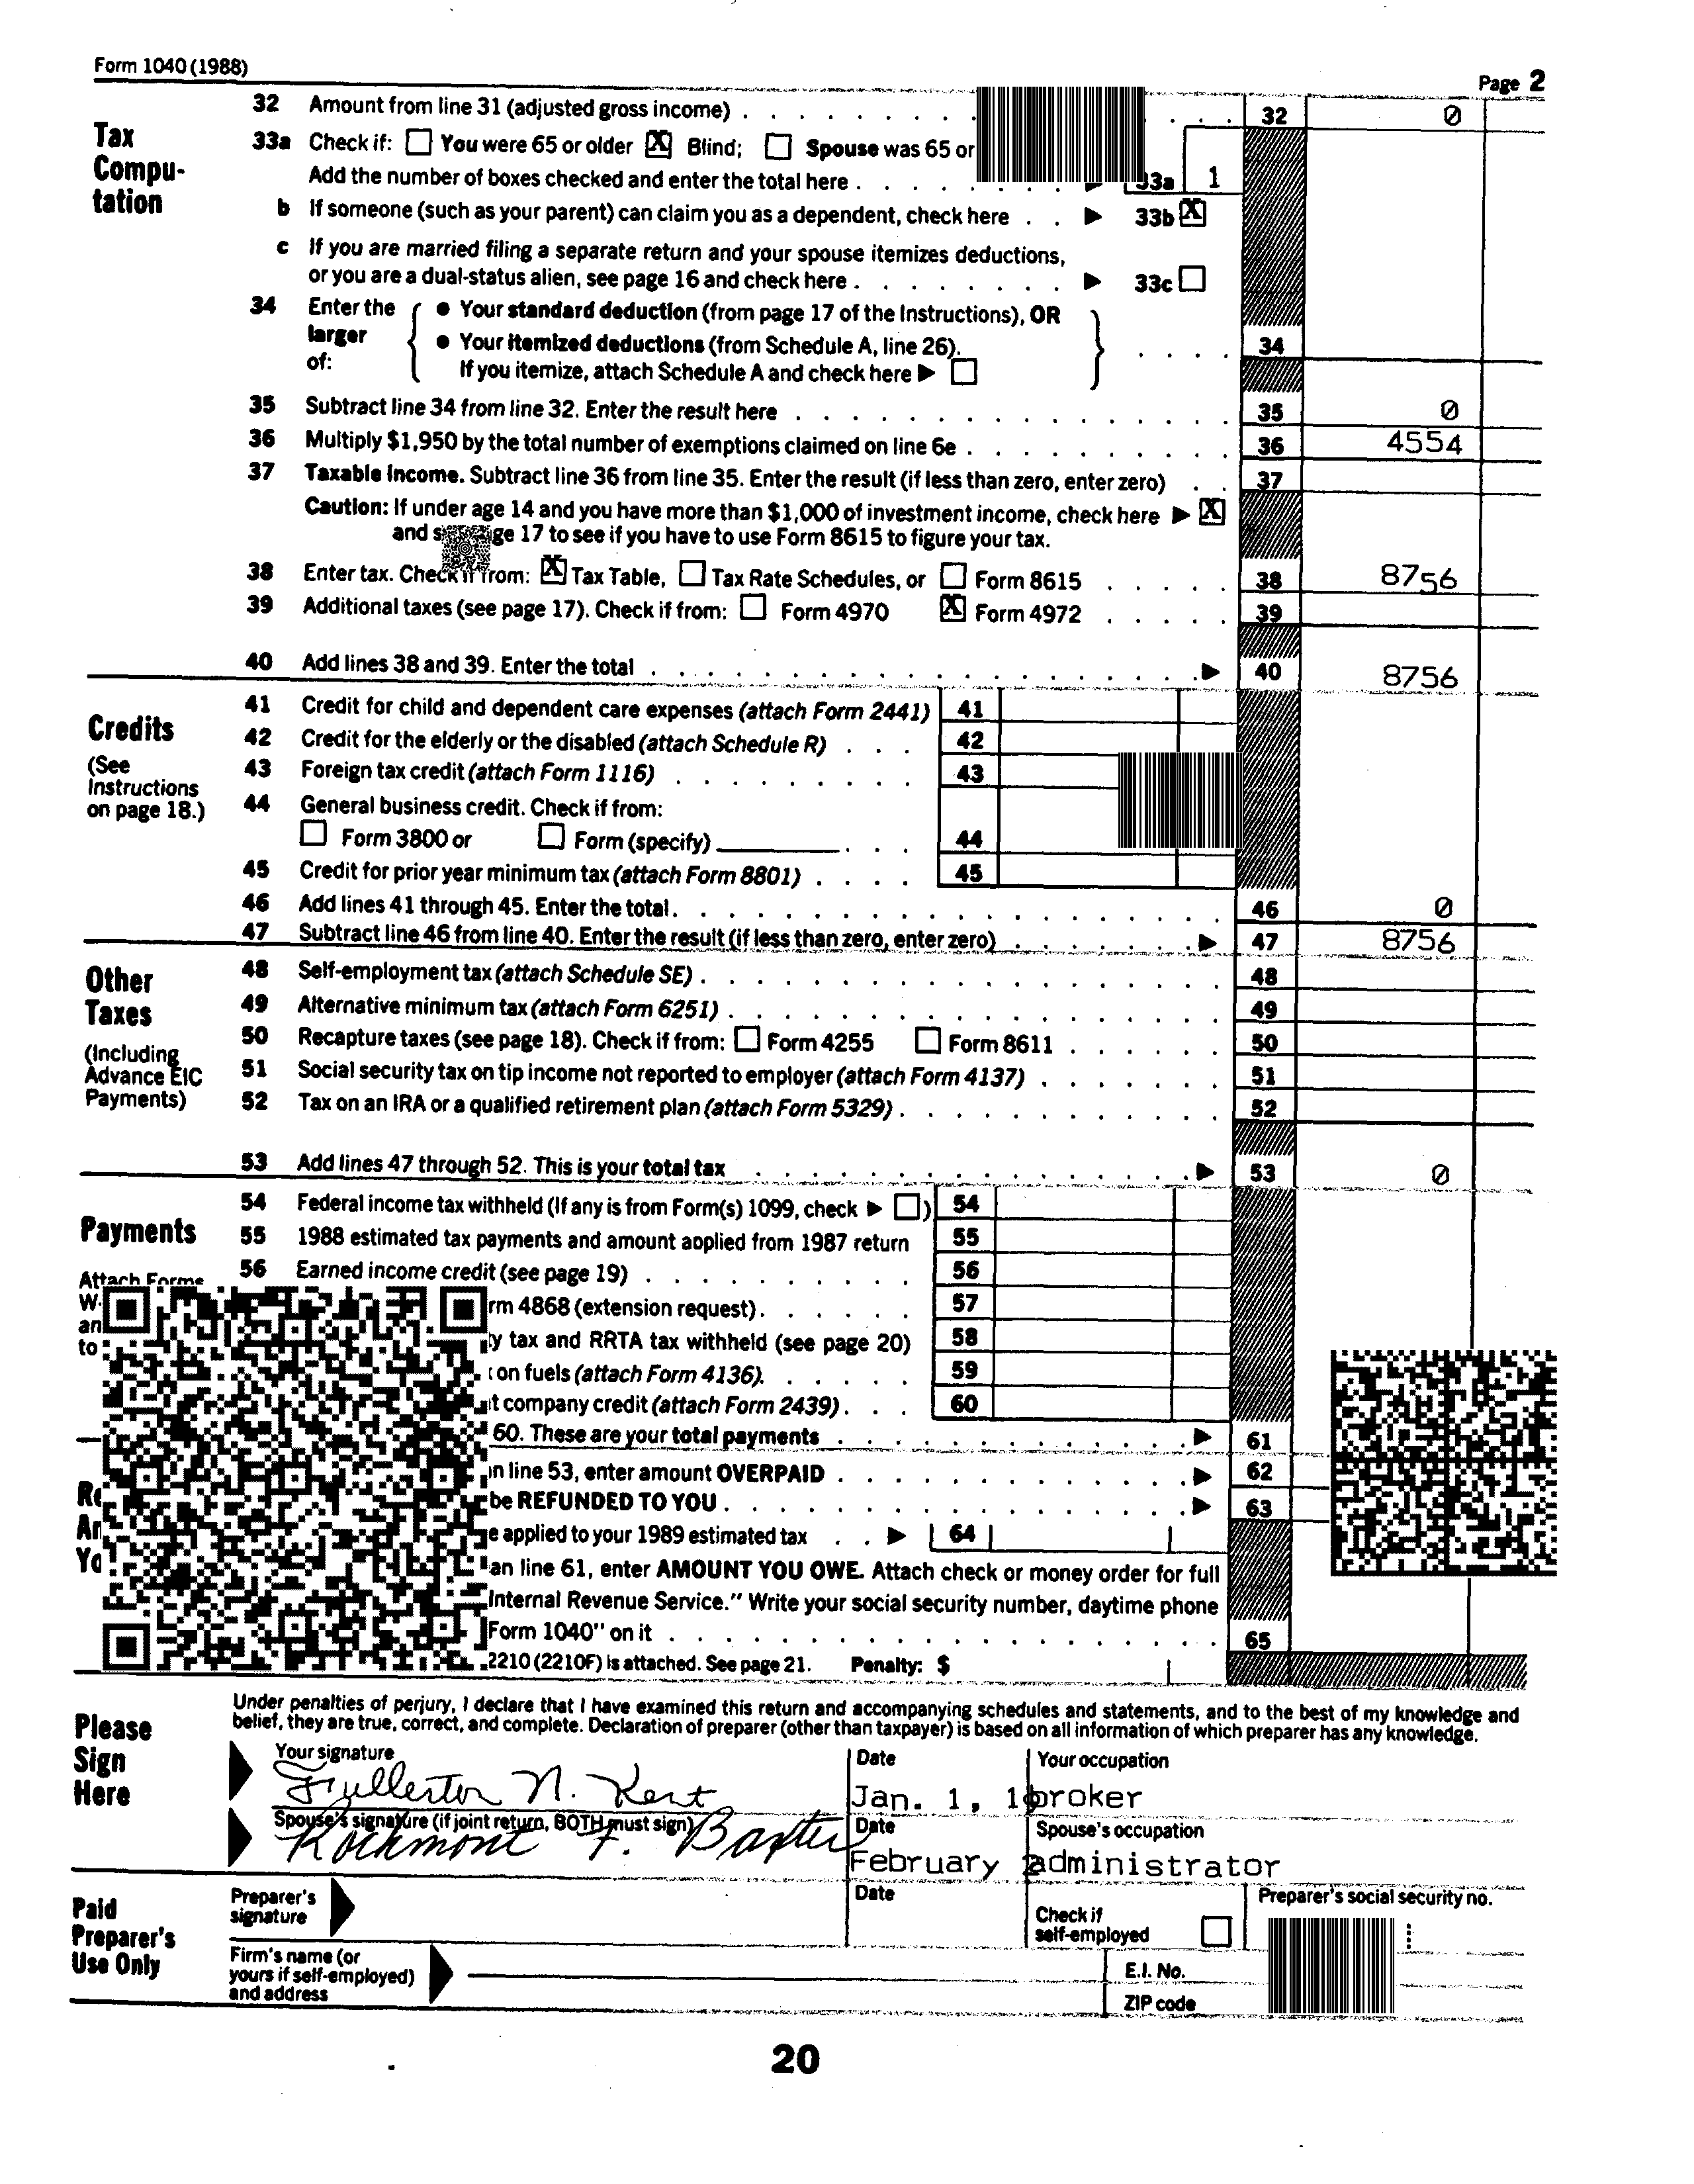 Form 1040 (1988)
Page 2
Tax Compu-
tation
32 Amount from line 31 (adjusted gross income) 32 0
33a Check if: You were 65 or older X Blind; Spouse was 65 or
Add the number of boxes checked and enter the total here 33a 1
b If someone (such as your parent) can claim you as a dependent, check here 33b X
c If you are married filing a separate return and your spouse itemizes deductions,
or you are a dual-status alien, see page 16 and check here 33c
34 Enter the larger of:
• Your standard deduction (from page 17 of the Instructions), OR
• Your itemized deductions (from Schedule A, line 26).
If you itemize, attach Schedule A and check here 34
35 Subtract line 34 from line 32. Enter the result here 35 0
36 Multiply $1,950 by the total number of exemptions claimed on line 6e 36 4554
37 Taxable income. Subtract line 36 from line 35. Enter the result (if less than zero, enter zero) 37
Caution: If under age 14 and you have more than $1,000 of investment income, check here X
and 17 to see if you have to use Form 8615 to figure your tax.
38 Enter tax. Check if from: X Tax Table, Tax Rate Schedules, or Form 8615 38 8756
39 Additional taxes (see page 17). Check if from: Form 4970 X Form 4972 39
40 Add lines 38 and 39. Enter the total 40 8756
Credits
(See
Instructions
on page 18.)
41 Credit for child and dependent care expenses (attach Form 2441) 41
42 Credit for the elderly or the disabled (attach Schedule R) 42
43 Foreign tax credit (attach Form 1116) 43
44 General business credit. Check if from:
Form 3800 or Form (specify) 44
45 Credit for prior year minimum tax (attach Form 8801) 45
46 Add lines 41 through 45. Enter the total 46 0
47 Subtract line 46 from line 40. Enter the result (if less than zero, enter zero) 47 8756
Other
Taxes
(Including
Advance EIC
Payments)
48 Self-employment tax (attach Schedule SE) 48
49 Alternative minimum tax (attach Form 6251) 49
50 Recapture taxes (see page 18). Check if from: Form 4255 Form 8611 50
51 Social security tax on tip income not reported to employer (attach Form 4137) 51
52 Tax on an IRA or a qualified retirement plan (attach Form 5329) 52
53 Add lines 47 through 52. This is your total tax 53 0
Payments
Attach Forms
54 Federal income tax withheld (If any is from Form(s) 1099, check ) 54
55 1988 estimated tax payments and amount applied from 1987 return 55
56 Earned income credit (see page 19) 56
4868 (extension request) 57
tax and RRTA tax withheld (see page 20) 58
on fuels (attach Form 4136) 59
company credit (attach Form 2439) 60
60. These are your total payments 61
line 53, enter amount OVERPAID 62
be REFUNDED TO YOU 63
applied to your 1989 estimated tax 64
line 61, enter AMOUNT YOU OWE. Attach check or money order for full
Internal Revenue Service." Write your social security number, daytime phone
Form 1040" on it 65
2210 (2210F) is attached. See page 21. Penalty: $
Please
Sign
Here
Under penalties of perjury, I declare that I have examined this return and accompanying schedules and statements, and to the best of my knowledge and
belief, they are true, correct, and complete. Declaration of preparer (other than taxpayer) is based on all information of which preparer has any knowledge.
Your signature Date Your occupation
Fullerton N. Kent Jan. 1, broker
Spouse's signature (if joint return, BOTH must sign) Date Spouse's occupation
Rockmont F. Baxter February administrator
Paid
Preparer's
Use Only
Preparer's
signature
Date
Check if
self-employed
Preparer's social security no.
Firm's name (or
yours if self-employed)
and address
E.I. No.
ZIP code
20